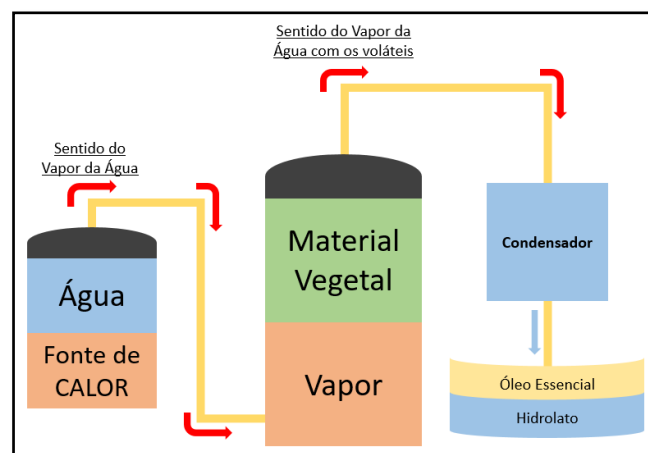 Sentido do Vapor da
Água com os voláteis
Sentido do
Vapor da Água
Água
Fonte de
CALOR
Material
Vegetal
Vapor
Condensador
Óleo Essencial
Hidrolato